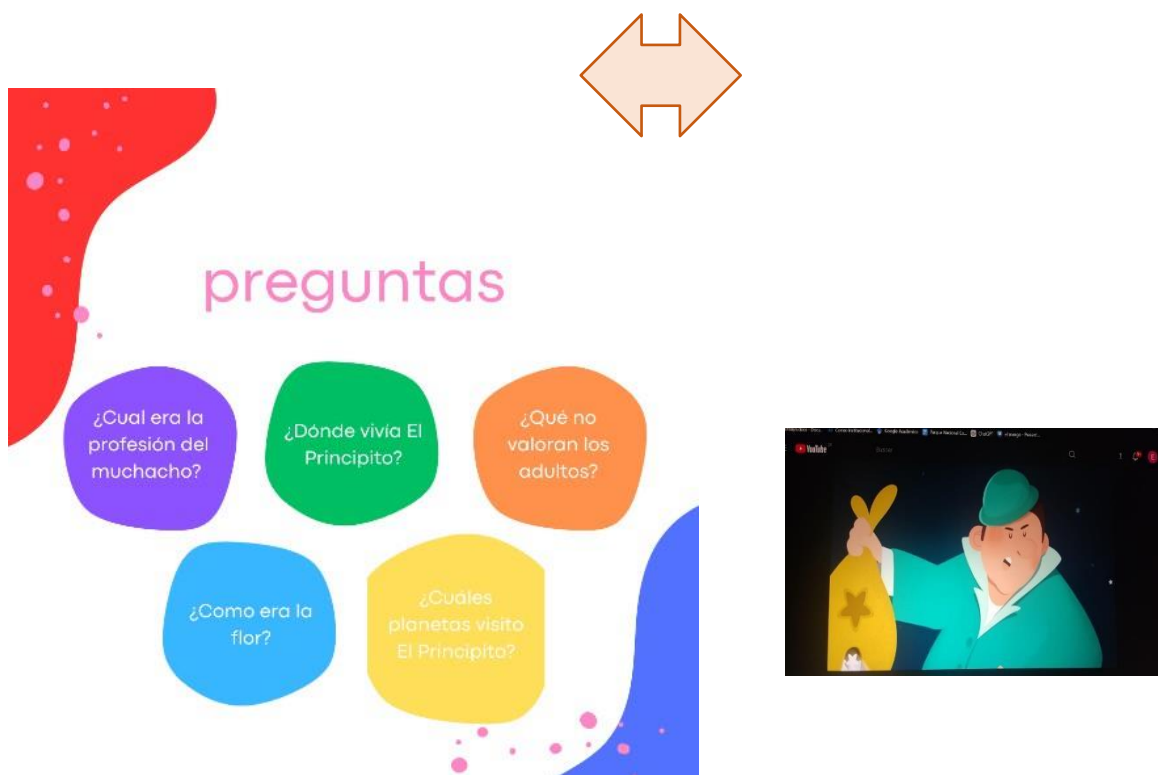 preguntas
¿Cual era la
profesión del
muchacho?
¿Dónde vivía El
Principito?
¿Qué no
valoran los
adultos?
¿Como era la
flor?
¿Cuáles
planetas visito
El Principito?
YouTube